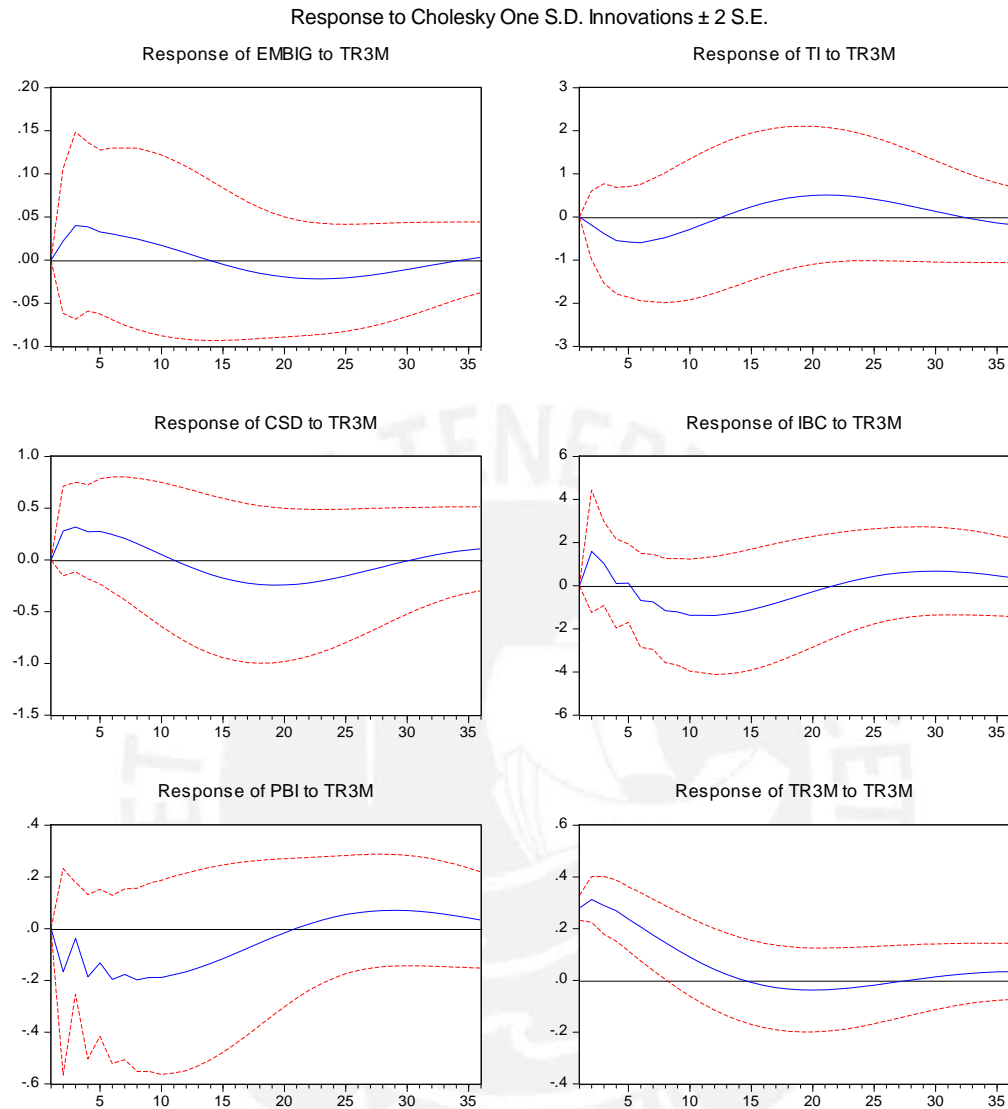 Response to Cholesky One S.D. Innovations ± 2 S.E.
Response of EMBIG to TR3M
.20
.15
.10
.05
.00
-.05
-.10
5 10 15 20 25 30 35
Response of TI to TR3M
3
2
1
0
-1
-2
-3
5 10 15 20 25 30 35
Response of CSD to TR3M
1.0
0.5
0.0
-0.5
-1.0
-1.5
5 10 15 20 25 30 35
Response of IBC to TR3M
6
4
2
0
-2
-4
-6
5 10 15 20 25 30 35
Response of PBI to TR3M
.4
.2
.0
-.2
-.4
-.6
5 10 15 20 25 30 35
Response of TR3M to TR3M
.6
.4
.2
.0
-.2
-.4
5 10 15 20 25 30 35
TENEB
ET